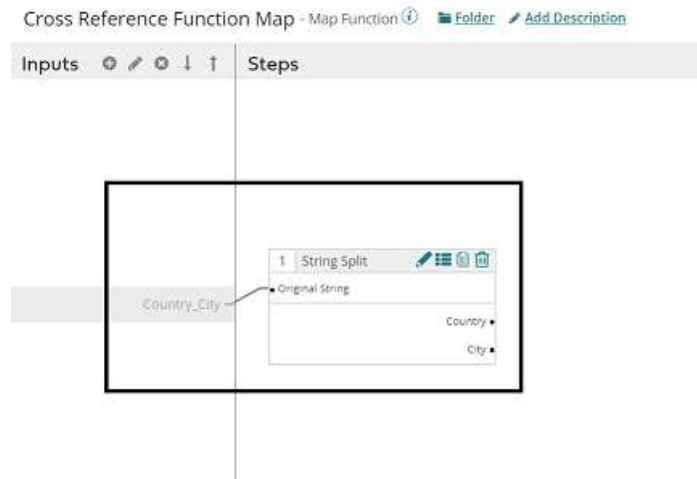 Cross Reference Function Map - Map Function i Folder Add Description
Inputs Steps
1 String Split
Original String
Country_City
Country
City